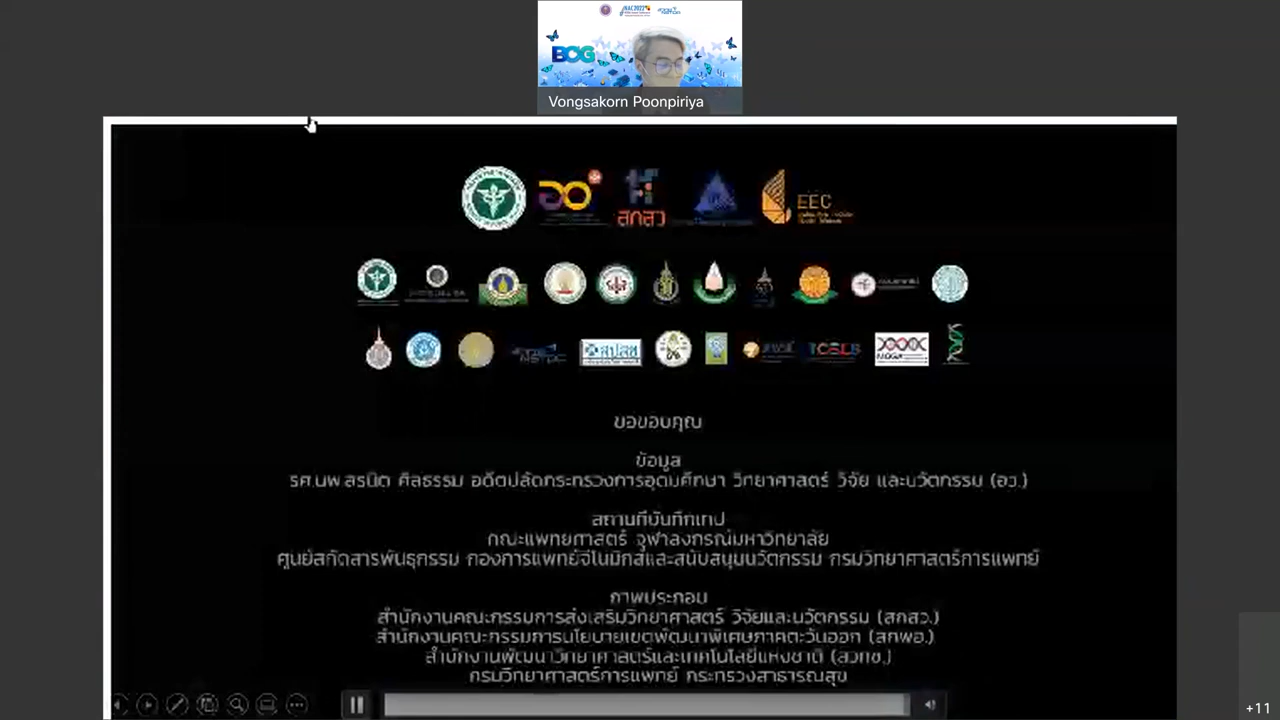 NAC2022
BCG
Vongsakorn Poonpiriya
อว
สกสว
EEC
สปสช
TCELS
ขอขอบคุณ
ข้อมูล
รศ.นพ.สรนิต ศิลธรรม อดีตปลัดกระทรวงการอุดมศึกษา วิทยาศาสตร์ วิจัย และนวัตกรรม (อว.)
สถานที่บันทึกเทป
คณะแพทยศาสตร์ จุฬาลงกรณ์มหาวิทยาลัย
ศูนย์สกัดสารพันธุกรรม กองการแพทย์จีโนมิกส์และสนับสนุนนวัตกรรม กรมวิทยาศาสตร์การแพทย์
ภาพประกอบ
สำนักงานคณะกรรมการส่งเสริมวิทยาศาสตร์ วิจัยและนวัตกรรม (สกสว.)
สำนักงานคณะกรรมการนโยบายเขตพัฒนาพิเศษภาคตะวันออก (สกพอ.)
สำนักงานพัฒนาวิทยาศาสตร์และเทคโนโลยีแห่งชาติ (สวทช.)
กรมวิทยาศาสตร์การแพทย์ กระทรวงสาธารณสุข
+11